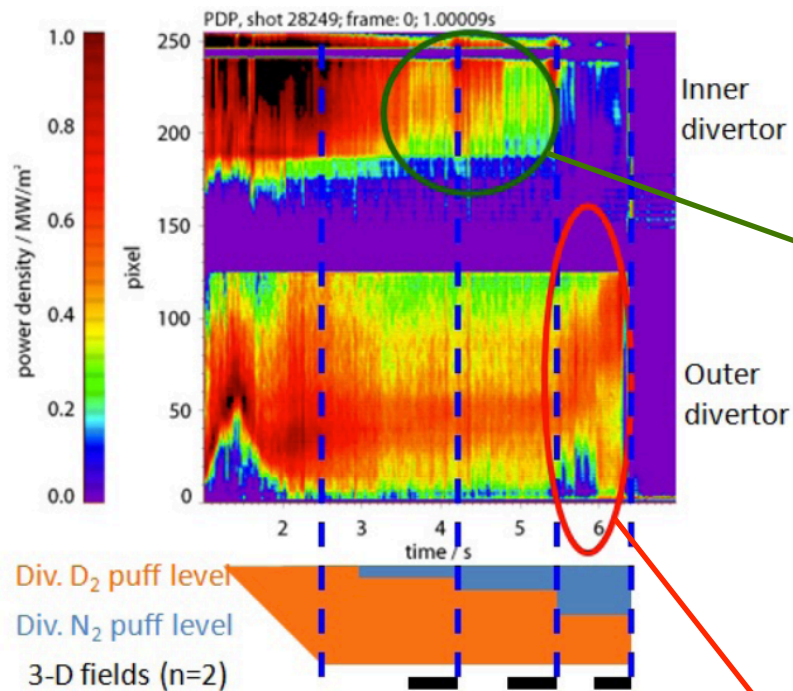 PDP, shot 28249; frame: 0; 1.00009s
power density / MW/m²
1.0
0.8
0.6
0.4
0.2
0.0
pixel
250
200
150
100
50
0
Inner
divertor
Outer
divertor
2 3 4 5 6
time / s
Div. D₂ puff level
Div. N₂ puff level
3-D fields (n=2)